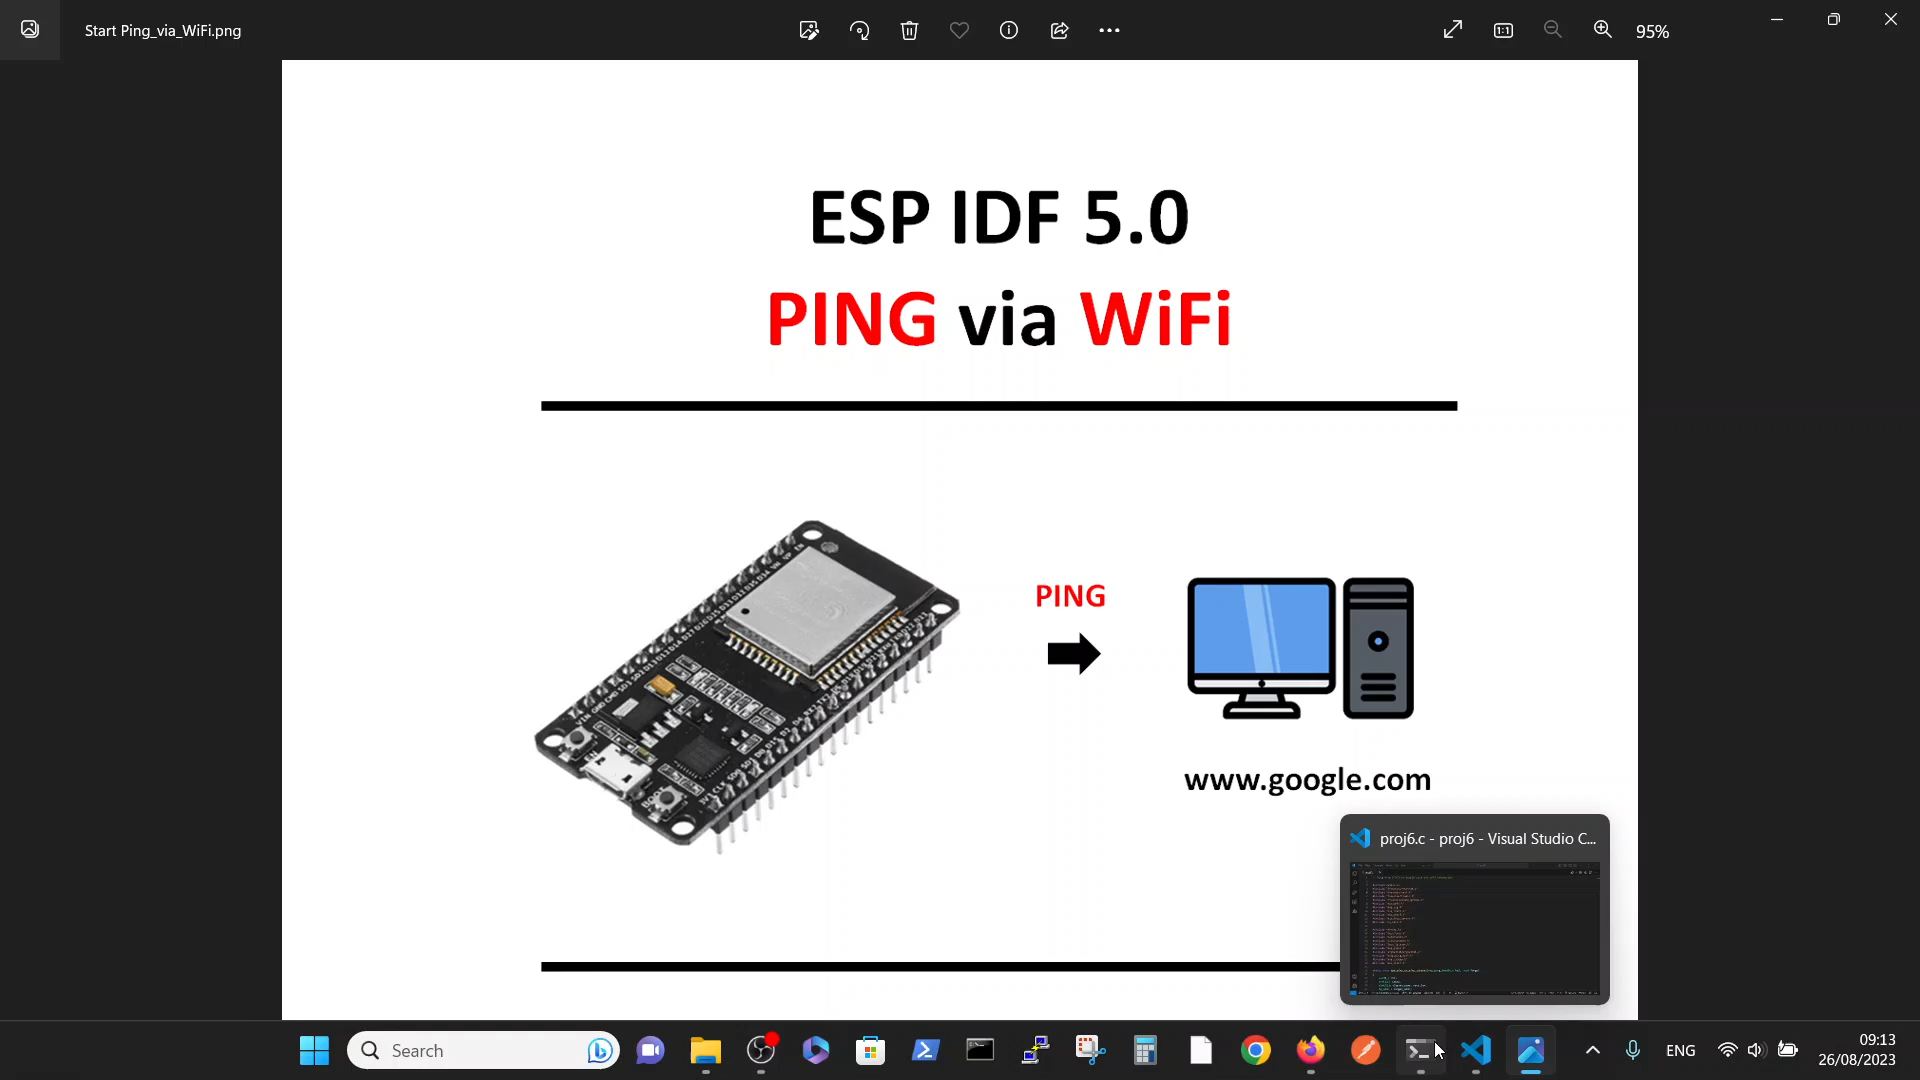 Start Ping_via_WiFi.png
95%
ESP IDF 5.0
PING via WiFi
PING
www.google.com
proj6.c - proj6 - Visual Studio C...
Search
ENG
09:13
26/08/2023